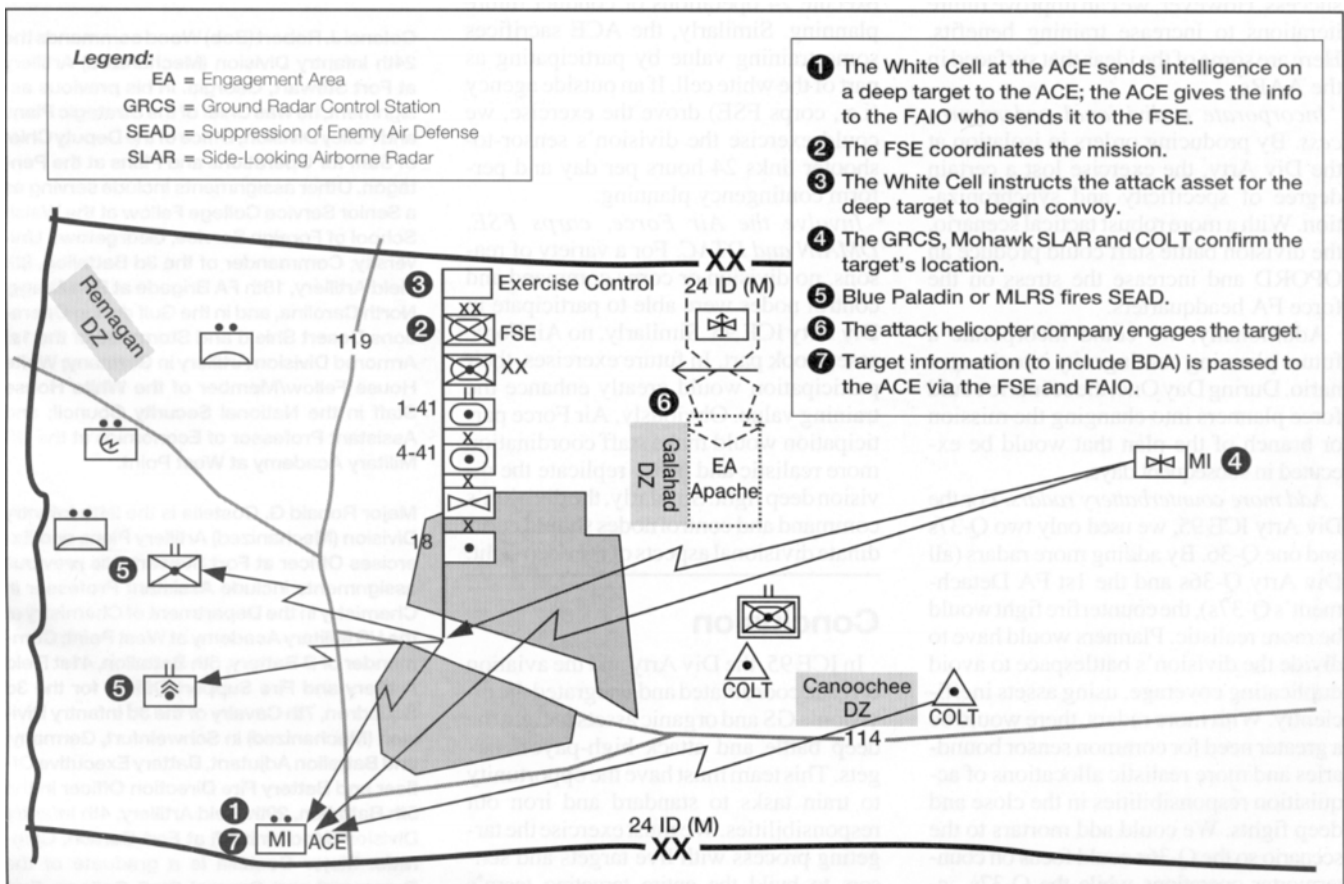 Legend:
EA = Engagement Area
GRCS = Ground Radar Control Station
SEAD = Suppression of Enemy Air Defense
SLAR = Side-Looking Airborne Radar
1 The White Cell at the ACE sends intelligence on
a deep target to the ACE; the ACE gives the info
to the FAIO who sends it to the FSE.
2 The FSE coordinates the mission.
3 The White Cell instructs the attack asset for the
deep target to begin to convoy.
4 The GRCS, Mohawk SLAR and COLT confirm the
target's location.
5 Blue Paladin or MLRS fires SEAD.
6 The attack helicopter company engages the target.
7 Target information (to include BDA) is passed to
the ACE via the FSE and FAIO.
XX
24 ID (M)
3 Exercise Control
XX
2 FSE
XX
Remagan
DZ
119
1-41
X
4-41
X
X
18
6
Galahad
DZ
EA
Apache
MI 4
5
5
COLT
Canoochee
DZ
COLT
114
1
7 MI ACE
24 ID (M)
XX